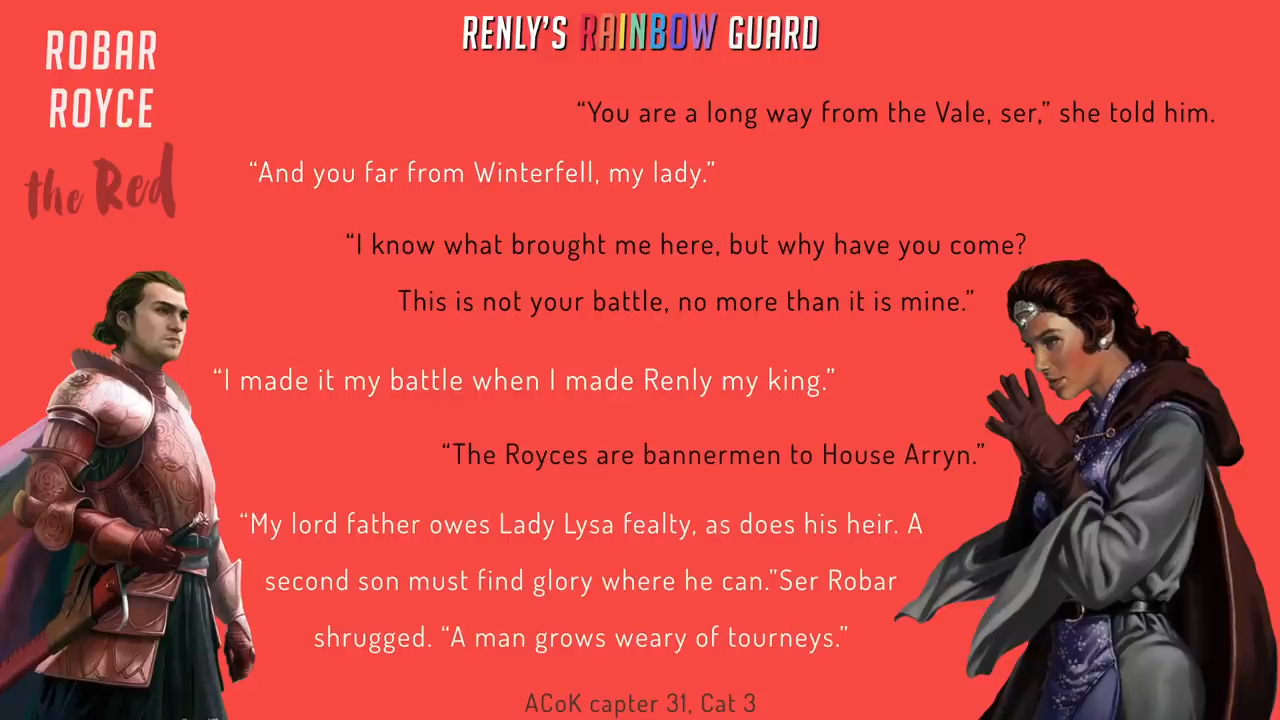 RENLY'S RAINBOW GUARD
ROBAR
ROYCE
the Red
“You are a long way from the Vale, ser,” she told him.
“And you far from Winterfell, my lady.”
“I know what brought me here, but why have you come?
This is not your battle, no more than it is mine.”
“I made it my battle when I made Renly my king.”
“The Royces are bannermen to House Arryn.”
“My lord father owes Lady Lysa fealty, as does his heir. A
second son must find glory where he can.”Ser Robar
shrugged. “A man grows weary of tourneys.”
ACoK capter 31, Cat 3